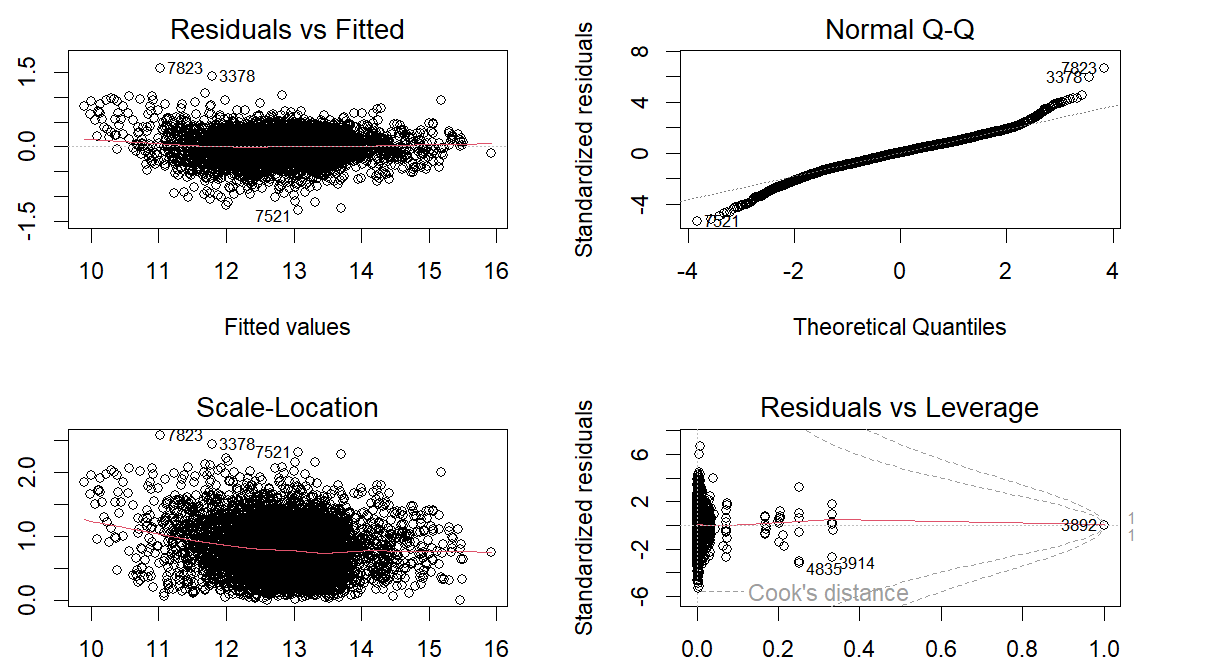 Residuals vs Fitted
1.5
0.0
-1.5
7823
3378
7521
10 11 12 13 14 15 16
Fitted values
Normal Q-Q
Standardized residuals
8
4
0
-4
7823
3378
7521
-4 -2 0 2 4
Theoretical Quantiles
Scale-Location
2.0
1.0
0.0
7823
3378
7521
10 11 12 13 14 15 16
Residuals vs Leverage
Standardized residuals
6
2
-2
-6
3892
3914
4835
Cook's distance
1
1
0.0 0.2 0.4 0.6 0.8 1.0